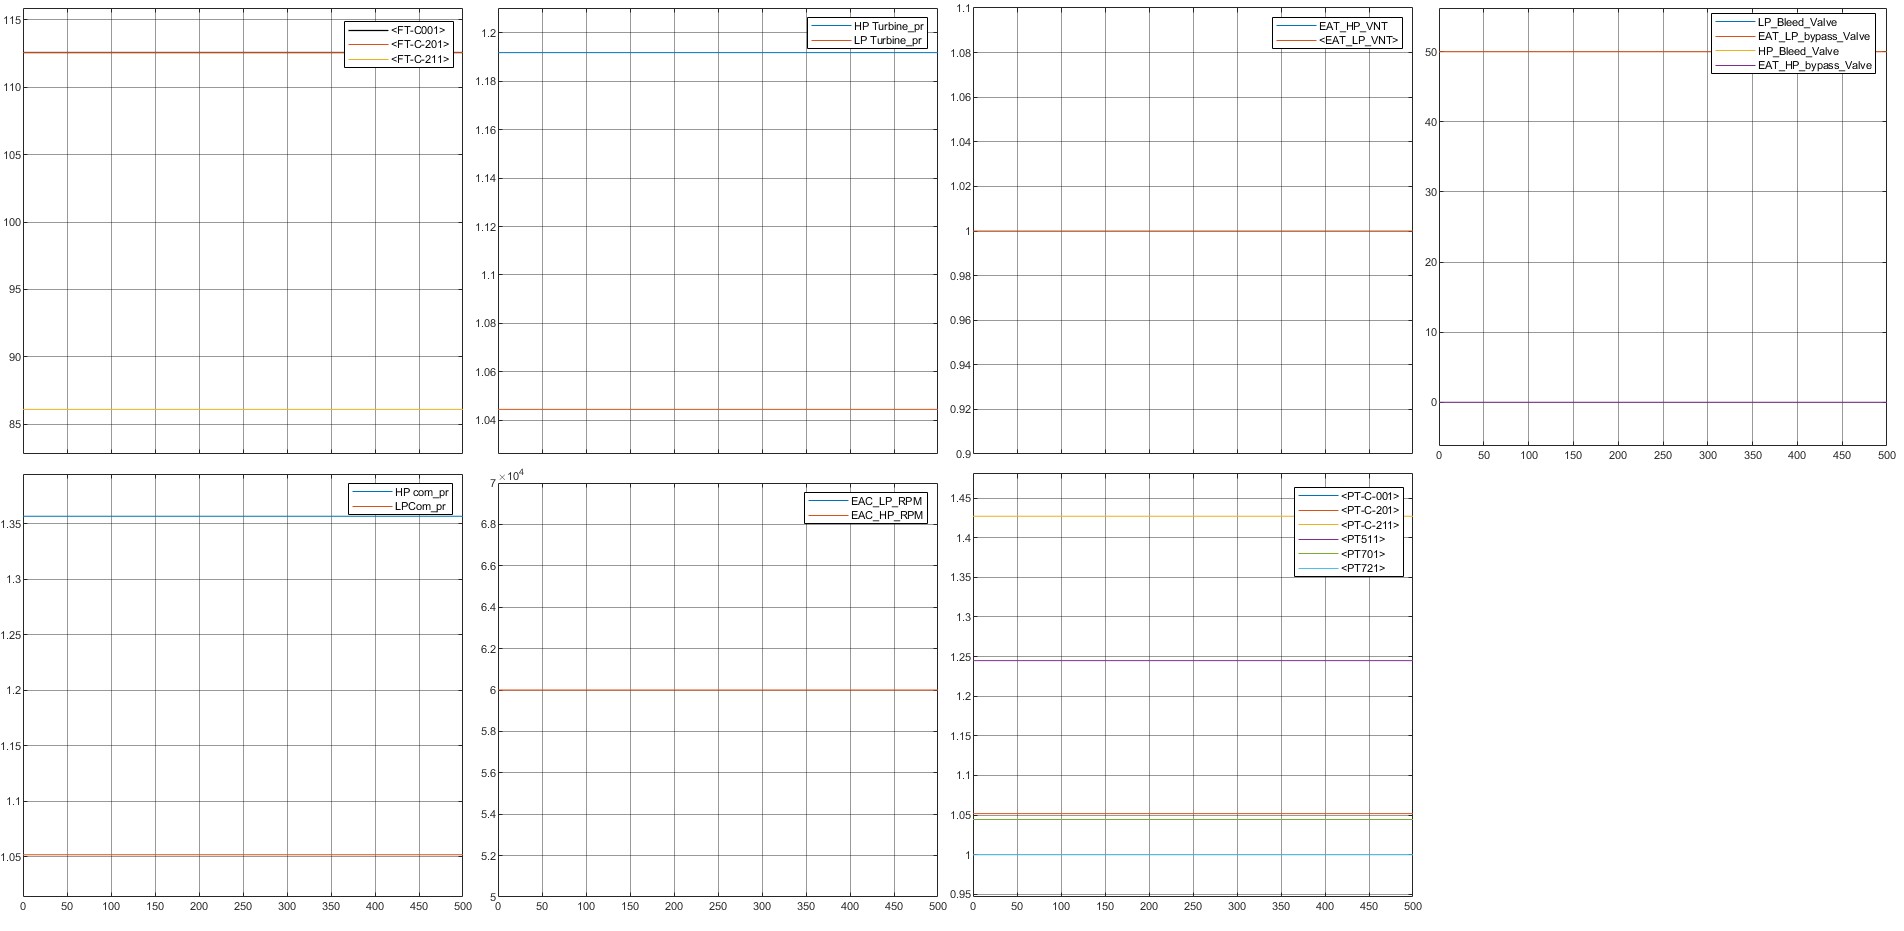 115
110
105
100
95
90
85
<FT-C001>
<FT-C-201>
<FT-C-211>
1.2
1.18
1.16
1.14
1.12
1.1
1.08
1.06
1.04
HP Turbine_pr
LP Turbine_pr
1.1
1.08
1.06
1.04
1.02
1
0.98
0.96
0.94
0.92
0.9
EAT_HP_VNT
<EAT_LP_VNT>
50
40
30
20
10
0
LP_Bleed_Valve
EAT_LP_bypass_Valve
HP_Bleed_Valve
EAT_HP_bypass_Valve
0 50 100 150 200 250 300 350 400 450 500
1.35
1.3
1.25
1.2
1.15
1.1
1.05
HP com_pr
LPCom_pr
0 50 100 150 200 250 300 350 400 450 500
7 ×10⁴
6.8
6.6
6.4
6.2
6
5.8
5.6
5.4
5.2
5
EAC_LP_RPM
EAC_HP_RPM
0 50 100 150 200 250 300 350 400 450 500
1.45
1.4
1.35
1.3
1.25
1.2
1.15
1.1
1.05
1
0.95
<PT-C-001>
<PT-C-201>
<PT-C-211>
<PT511>
<PT701>
<PT721>
0 50 100 150 200 250 300 350 400 450 500